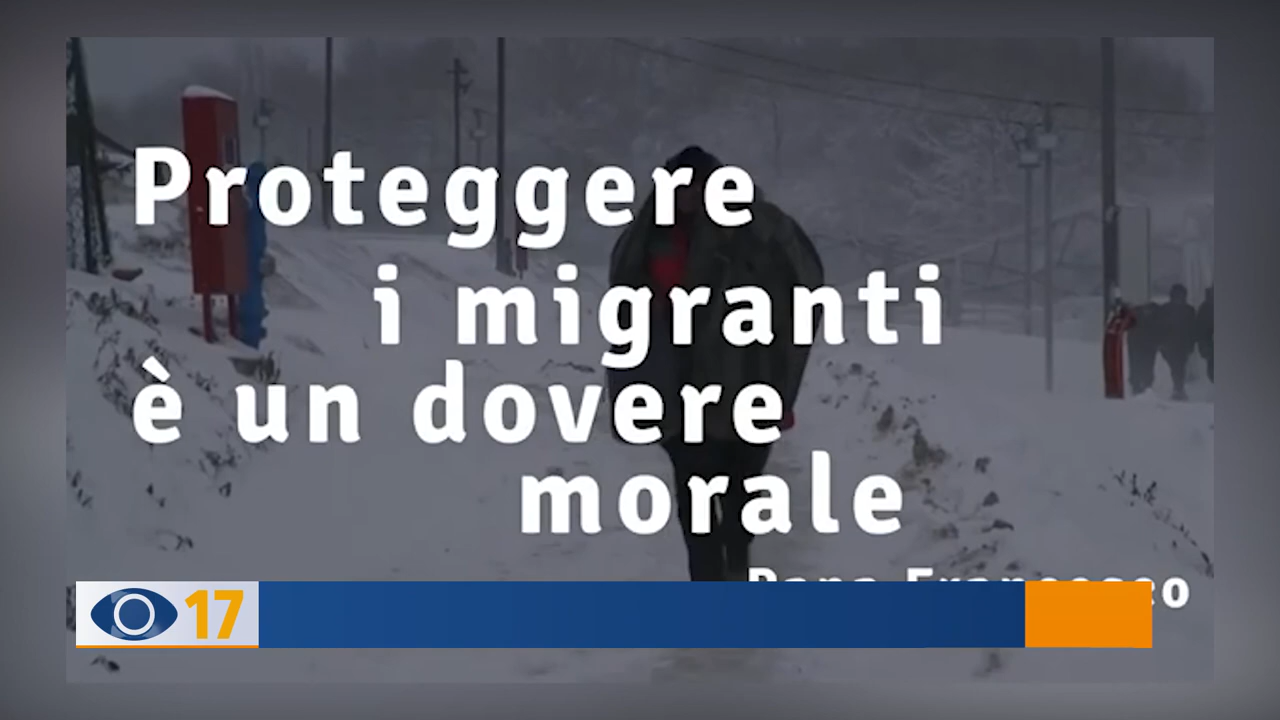 Proteggere
i migranti
è un dovere
morale
17